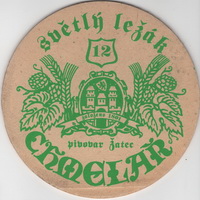 světlý ležák
12
pivovar Žatec
CHMELAŘ